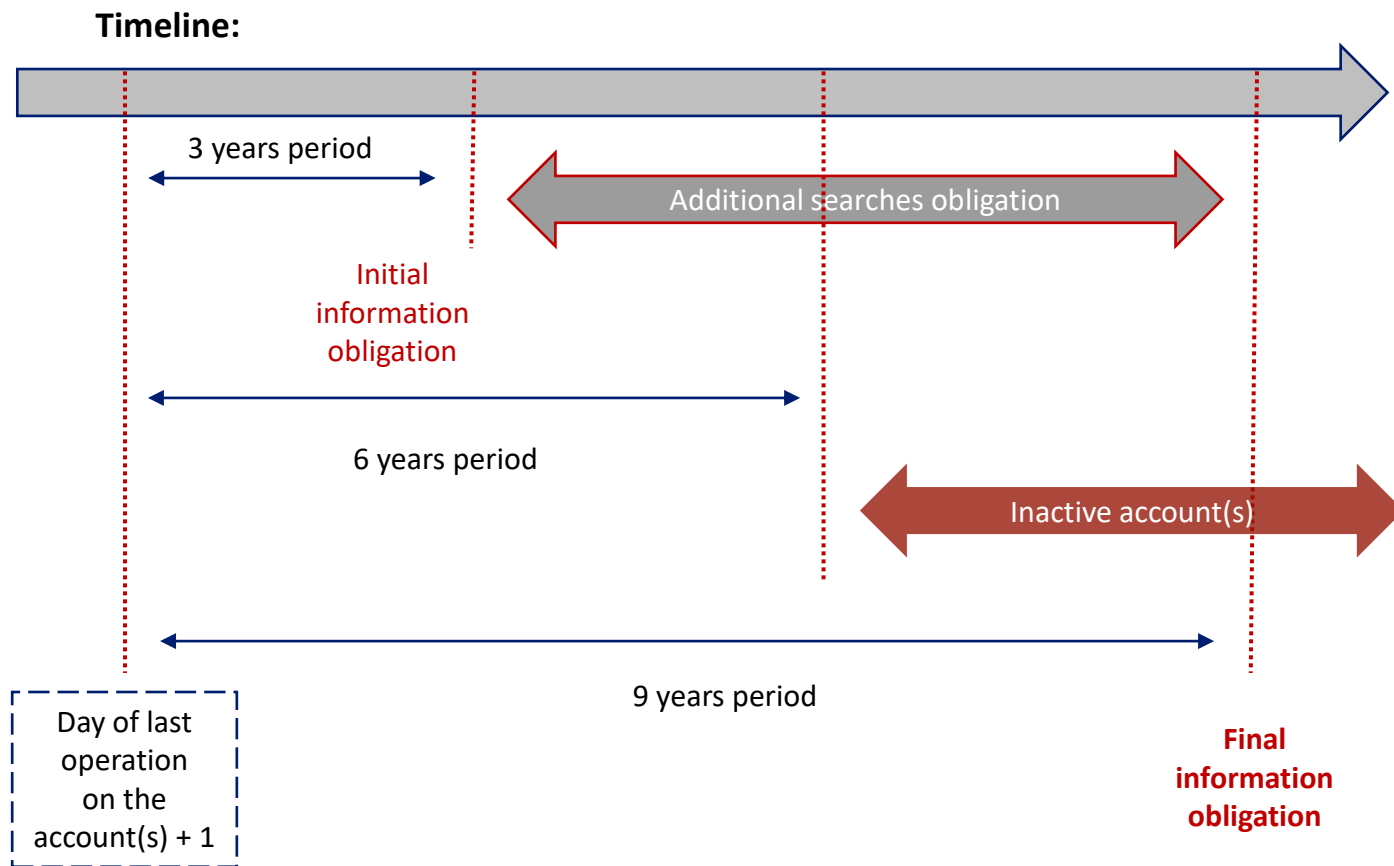 Timeline:
3 years period
Additional searches obligation
Initial
information
obligation
6 years period
Inactive account(s)
9 years period
Day of last
operation
on the
account(s) + 1
Final
information
obligation